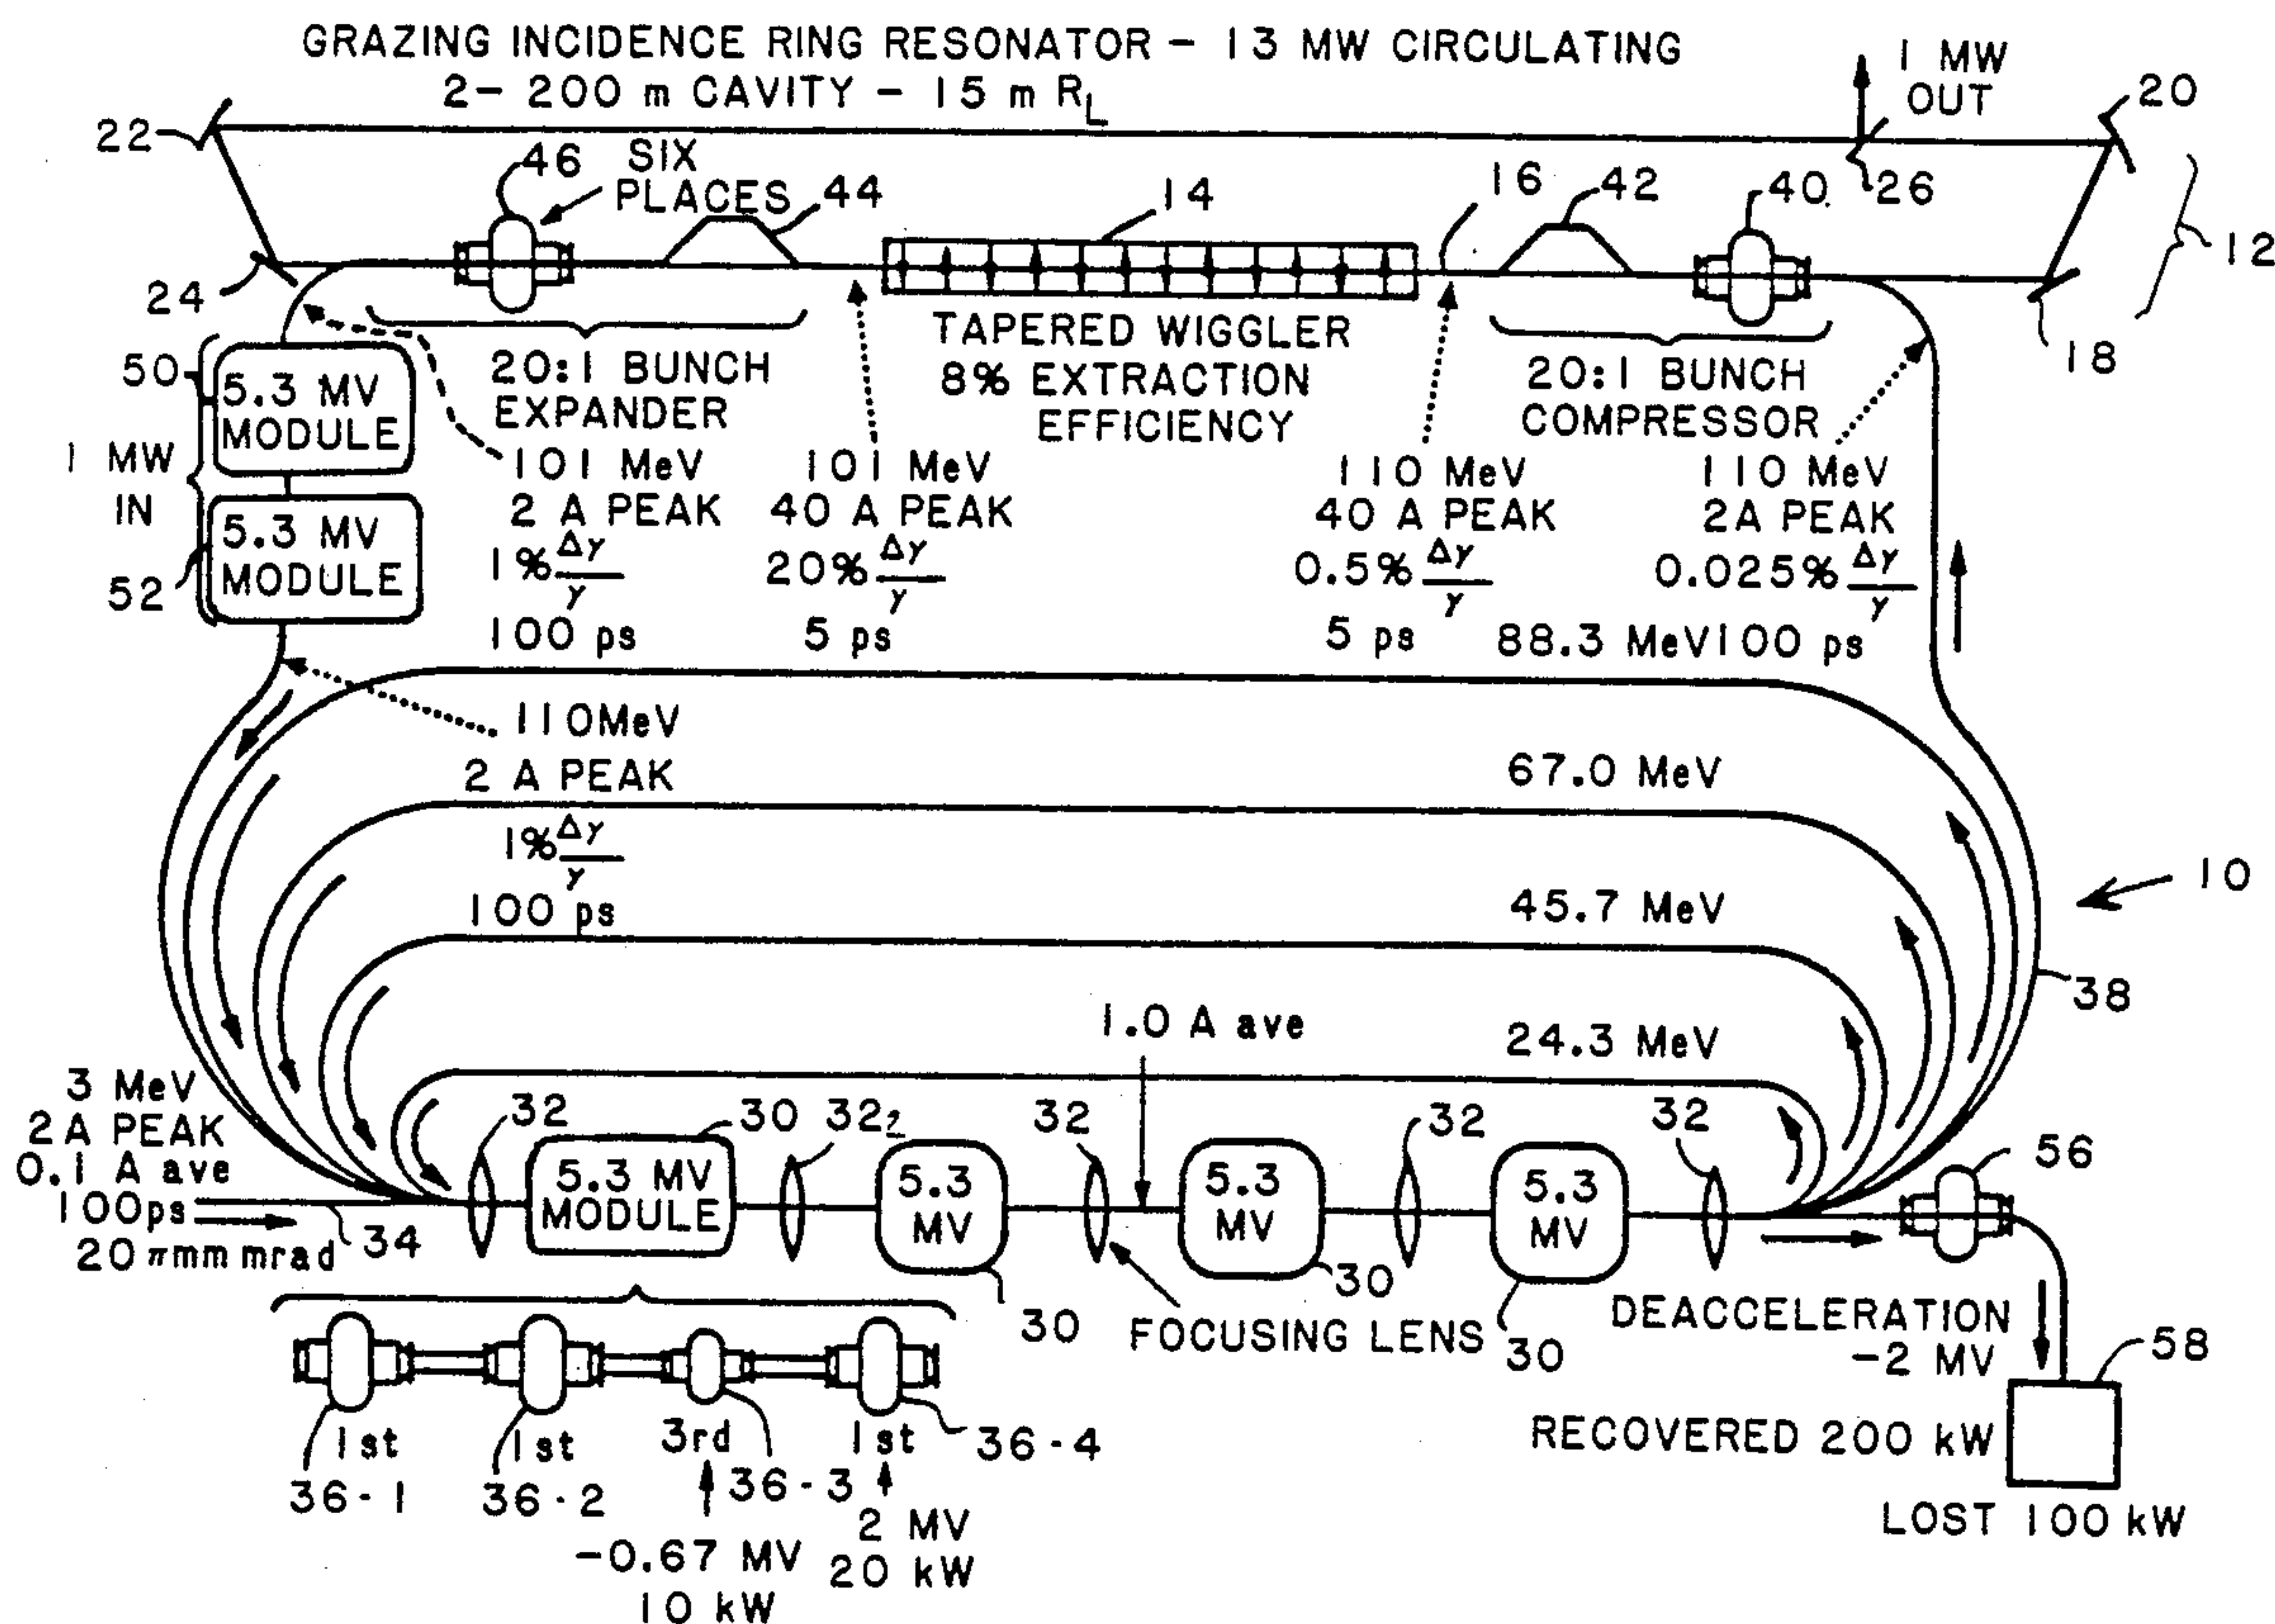 GRAZING INCIDENCE RING RESONATOR - 13 MW CIRCULATING
2- 200 m CAVITY - 15 m RL
1 MW
OUT
20
22
46
SIX
PLACES
44
14
16
42
40
26
12
24
18
TAPERED WIGGLER
8% EXTRACTION
EFFICIENCY
20:1 BUNCH
EXPANDER
20:1 BUNCH
COMPRESSOR
50
5.3 MV
MODULE
1 MW
IN
5.3 MV
MODULE
52
101 MeV
2 A PEAK
1% Δγ/γ
100 ps
101 MeV
40 A PEAK
20% Δγ/γ
5 ps
110 MeV
40 A PEAK
0.5% Δγ/γ
5 ps
110 MeV
2A PEAK
0.025% Δγ/γ
100 ps
88.3 MeV
110MeV
2 A PEAK
1% Δγ/γ
100 ps
67.0 MeV
45.7 MeV
10
38
1.0 A ave
24.3 MeV
3 MeV
2A PEAK
0.1 A ave
100ps
20 πmm mrad
34
32
30
32₂
32
32
32
56
5.3 MV
MODULE
5.3
MV
5.3
MV
5.3
MV
30
30
30
FOCUSING LENS
DEACCELERATION
-2 MV
58
RECOVERED 200 kW
LOST 100 kW
1st
1st
3rd
1st
36-1
36-2
36-3
36-4
-0.67 MV
10 kW
2 MV
20 kW